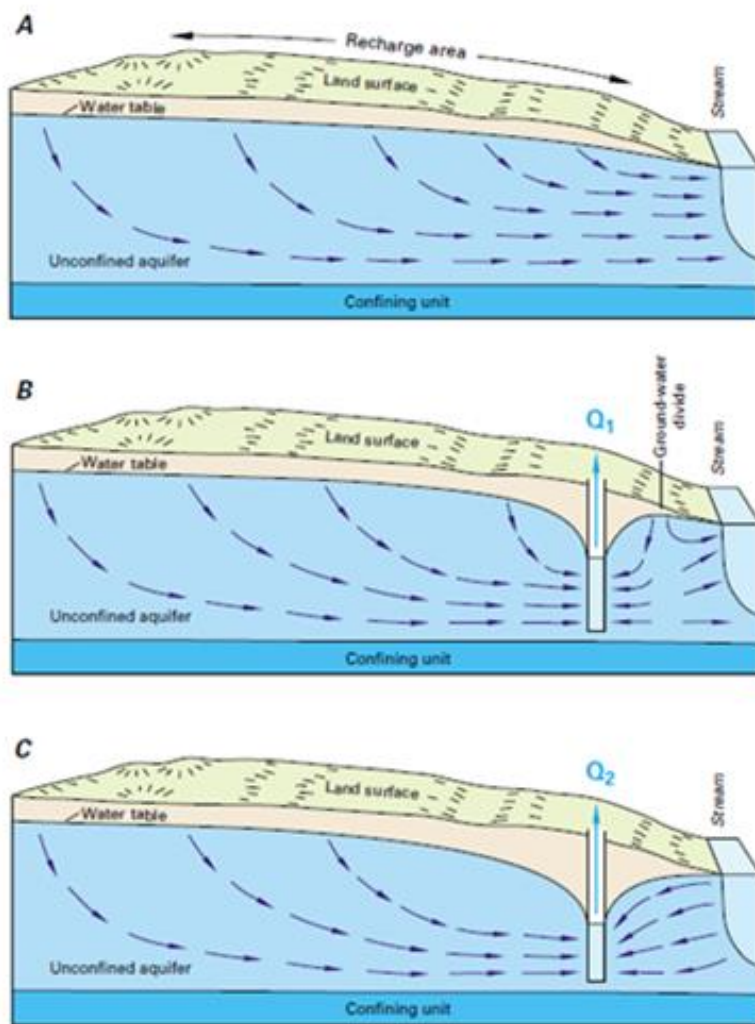 A
Recharge area
Land surface
Stream
Water table
Unconfined aquifer
Confining unit
B
Q₁
Ground-water
divide
Stream
Land surface
Water table
Unconfined aquifer
Confining unit
C
Q₂
Stream
Land surface
Water table
Unconfined aquifer
Confining unit